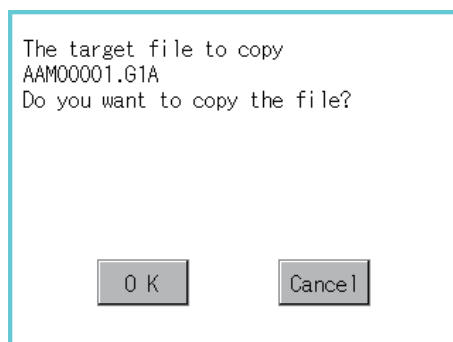 The target file to copy
AAM00001.G1A
Do you want to copy the file?
OK Cancel